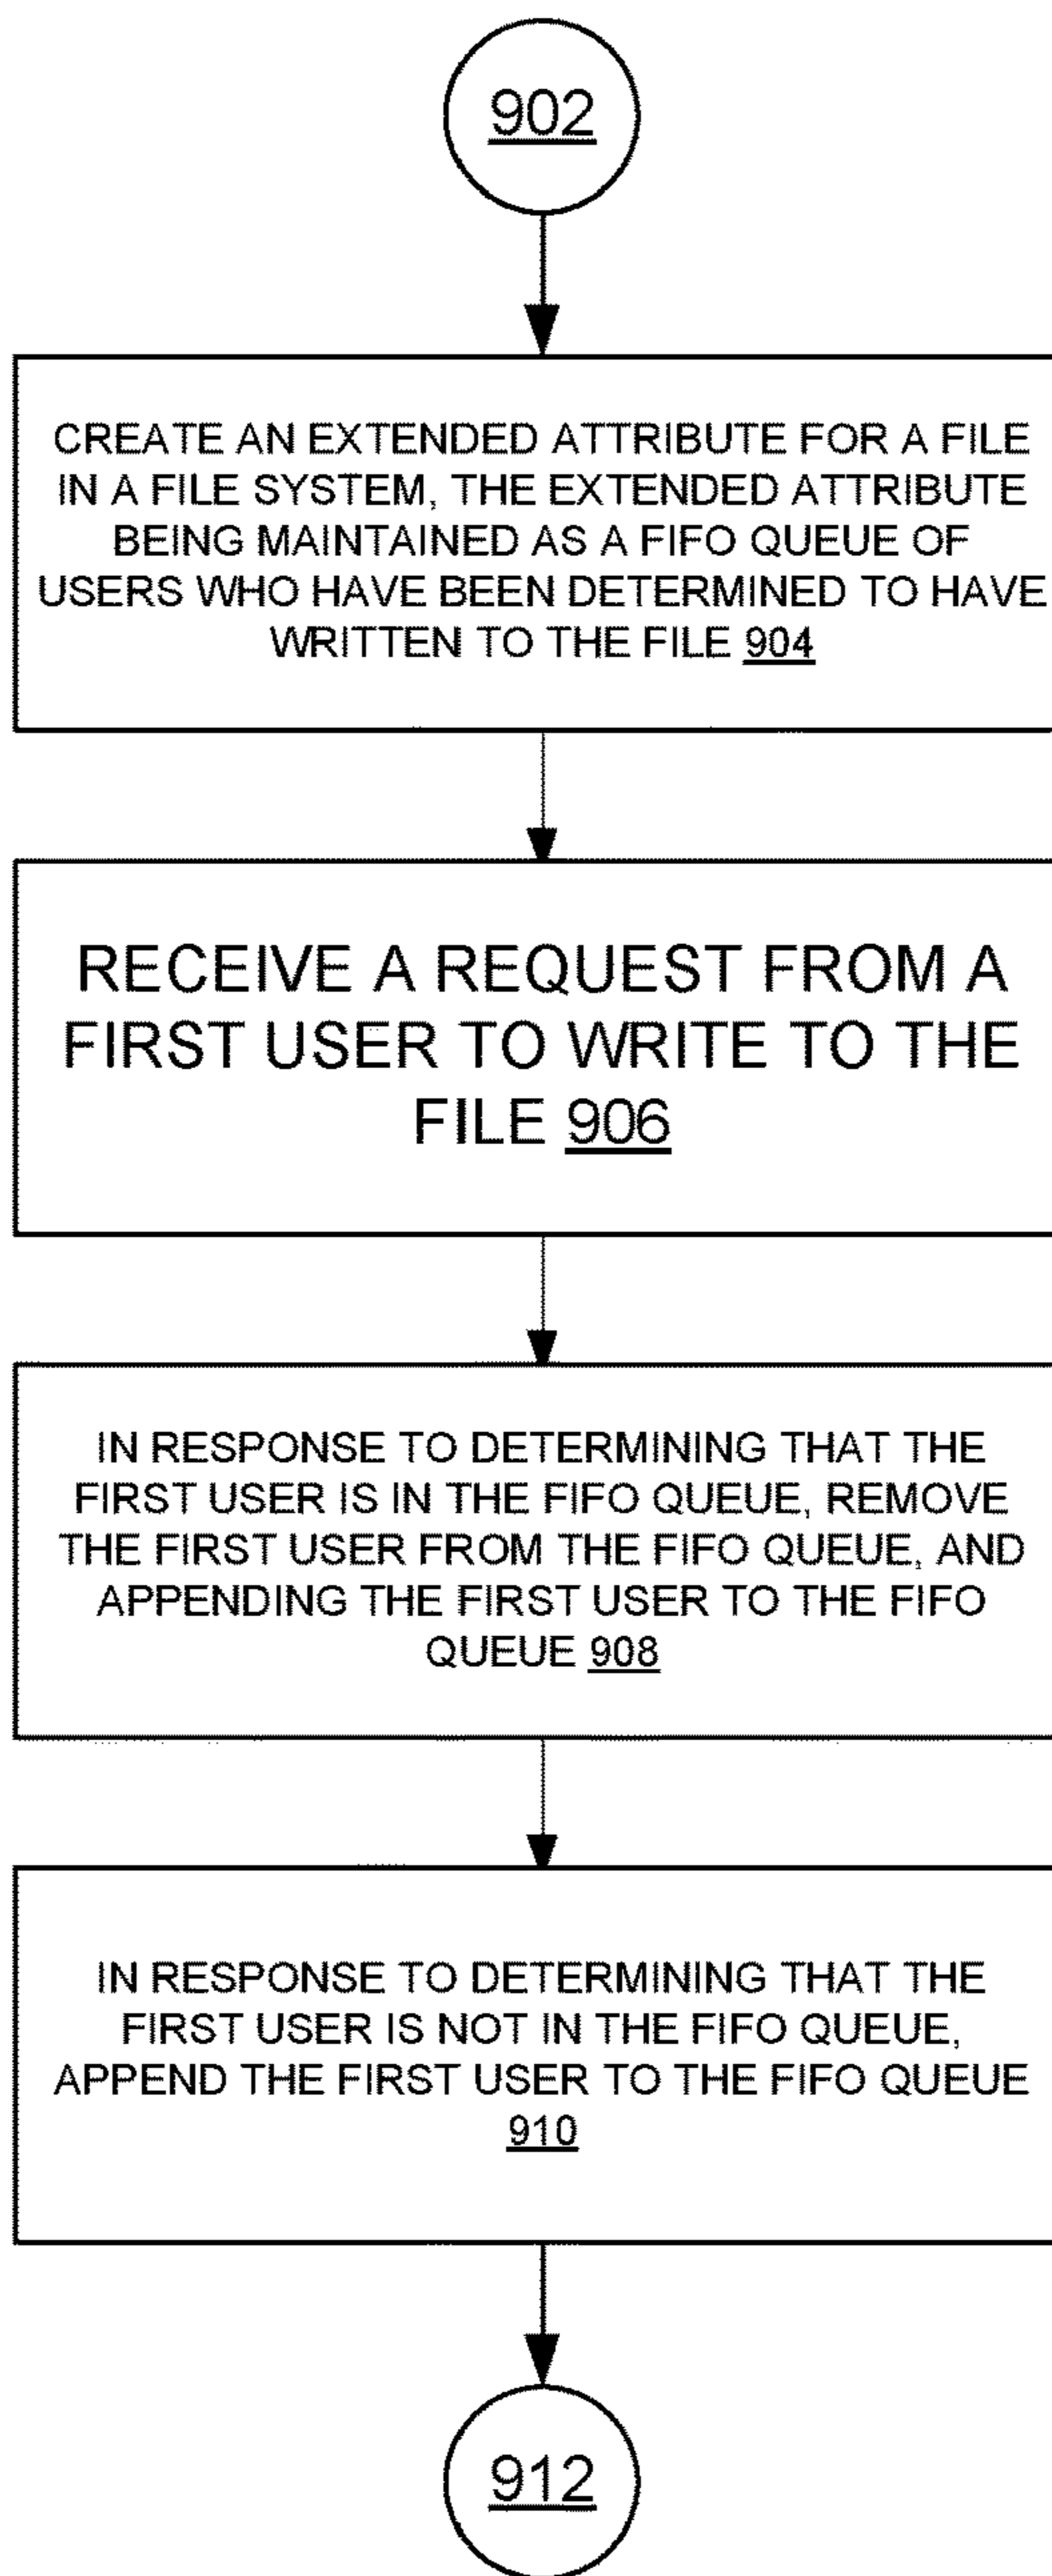 902
CREATE AN EXTENDED ATTRIBUTE FOR A FILE
IN A FILE SYSTEM, THE EXTENDED ATTRIBUTE
BEING MAINTAINED AS A FIFO QUEUE OF
USERS WHO HAVE BEEN DETERMINED TO HAVE
WRITTEN TO THE FILE 904
RECEIVE A REQUEST FROM A
FIRST USER TO WRITE TO THE
FILE 906
IN RESPONSE TO DETERMINING THAT THE
FIRST USER IS IN THE FIFO QUEUE, REMOVE
THE FIRST USER FROM THE FIFO QUEUE, AND
APPENDING THE FIRST USER TO THE FIFO
QUEUE 908
IN RESPONSE TO DETERMINING THAT THE
FIRST USER IS NOT IN THE FIFO QUEUE,
APPEND THE FIRST USER TO THE FIFO QUEUE
910
912